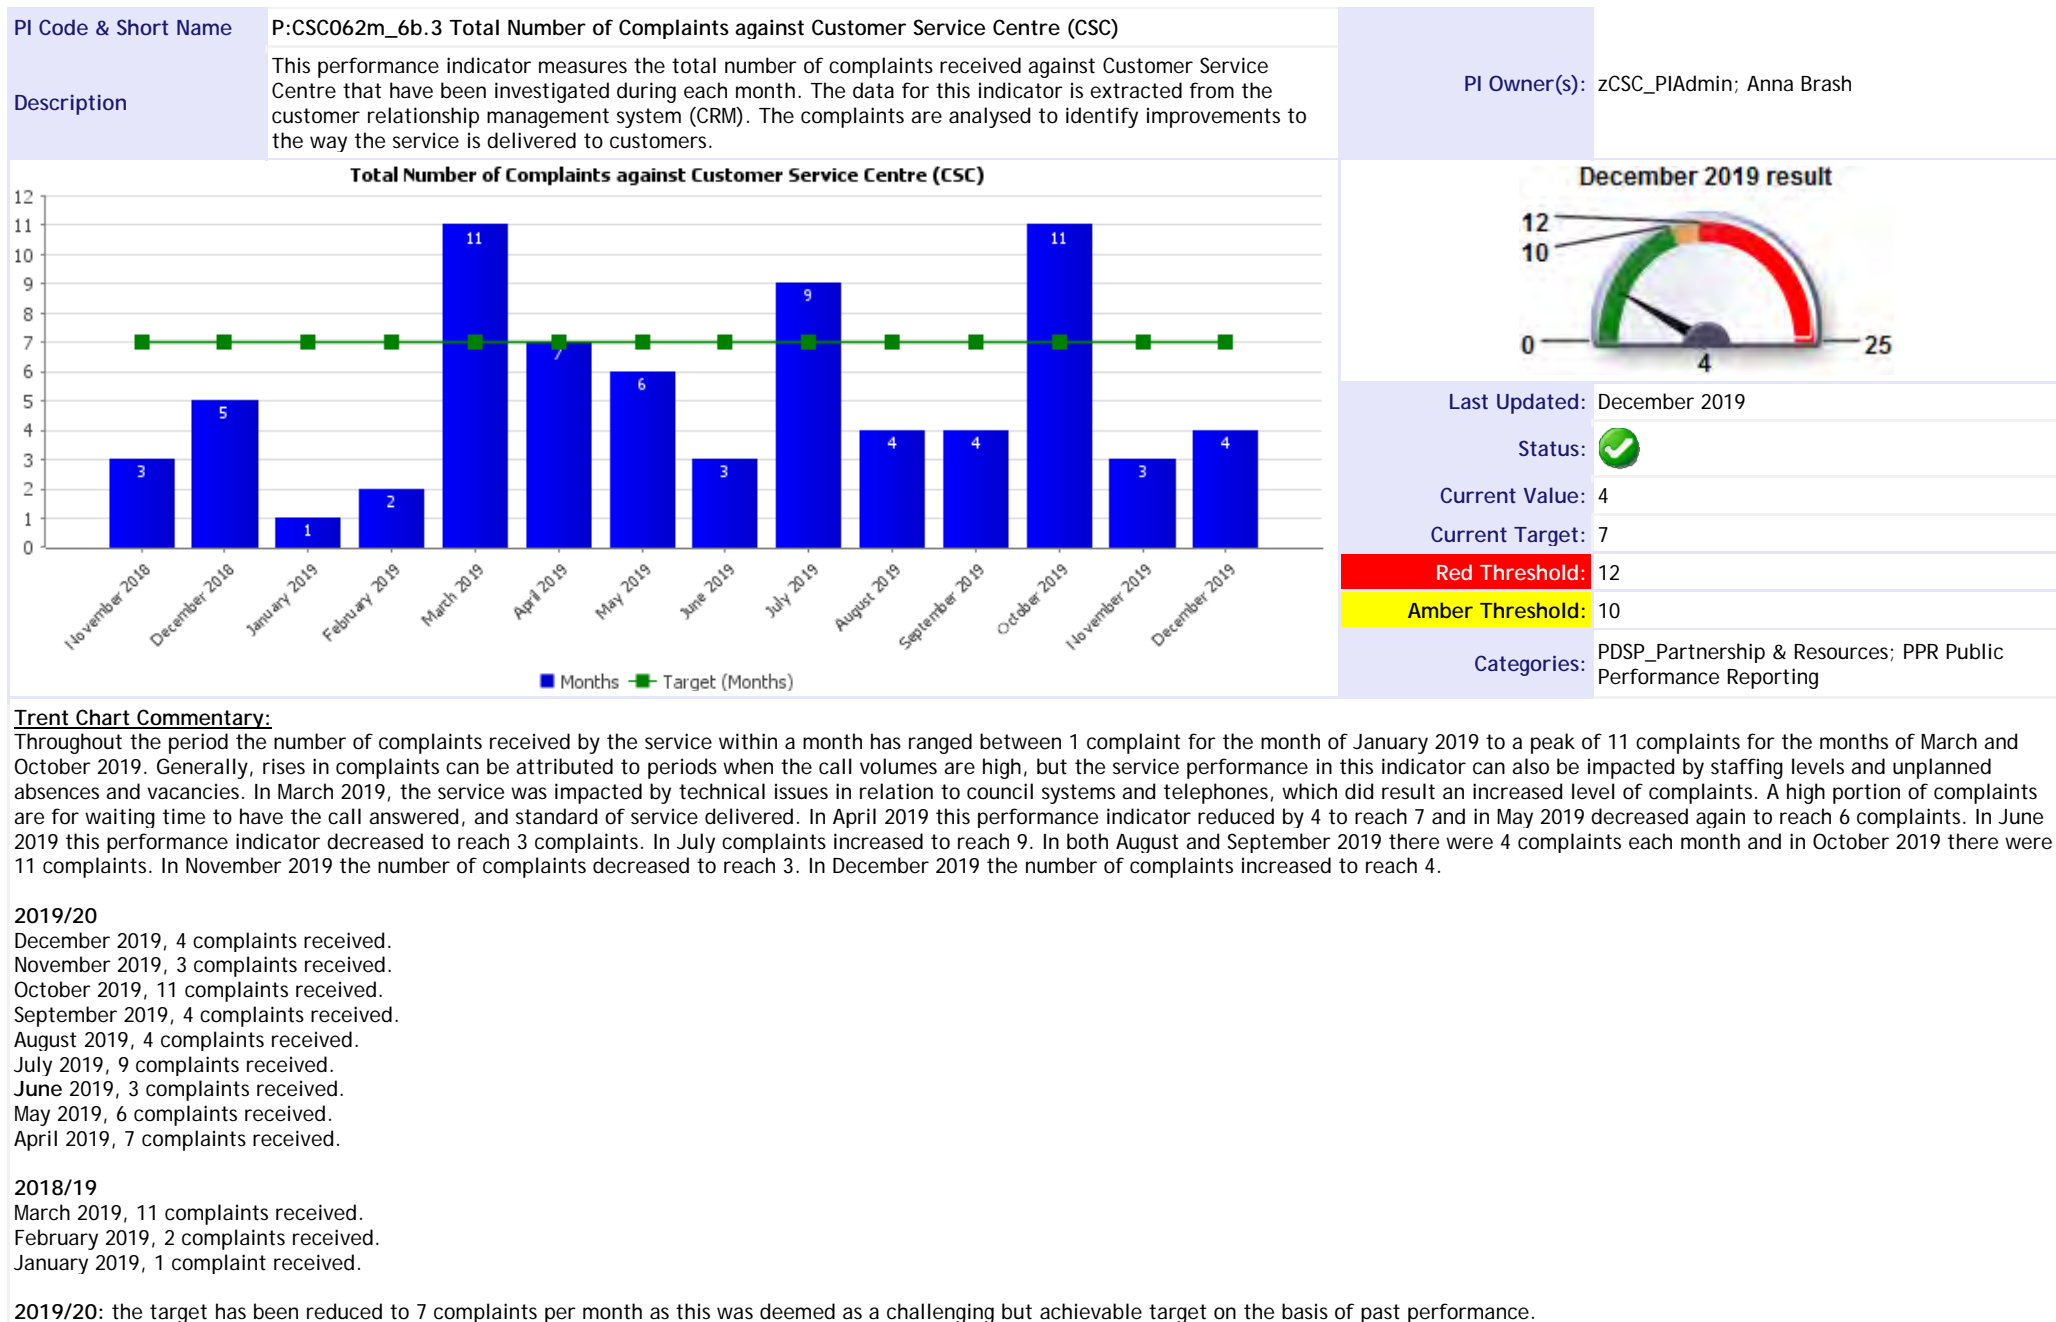 PI Code & Short Name
P:CSC062m_6b.3 Total Number of Complaints against Customer Service Centre (CSC)
Description
This performance indicator measures the total number of complaints received against Customer Service
Centre that have been investigated during each month. The data for this indicator is extracted from the
customer relationship management system (CRM). The complaints are analysed to identify improvements to
the way the service is delivered to customers.
PI Owner(s): zCSC_PIAdmin; Anna Brash
Total Number of Complaints against Customer Service Centre (CSC)
12
11
10
9
8
7
6
5
4
3
2
1
0
3
5
1
2
11
7
6
3
9
4
4
11
3
4
November 2018
December 2018
January 2019
February 2019
March 2019
April 2019
May 2019
June 2019
July 2019
August 2019
September 2019
October 2019
November 2019
December 2019
Months
Target (Months)
December 2019 result
12
10
0
25
4
Last Updated: December 2019
Status:
Current Value: 4
Current Target: 7
Red Threshold: 12
Amber Threshold: 10
Categories: PDSP_Partnership & Resources; PPR Public
Performance Reporting
Trent Chart Commentary:
Throughout the period the number of complaints received by the service within a month has ranged between 1 complaint for the month of January 2019 to a peak of 11 complaints for the months of March and
October 2019. Generally, rises in complaints can be attributed to periods when the call volumes are high, but the service performance in this indicator can also be impacted by staffing levels and unplanned
absences and vacancies. In March 2019, the service was impacted by technical issues in relation to council systems and telephones, which did result an increased level of complaints. A high portion of complaints
are for waiting time to have the call answered, and standard of service delivered. In April 2019 this performance indicator reduced by 4 to reach 7 and in May 2019 decreased again to reach 6 complaints. In June
2019 this performance indicator decreased to reach 3 complaints. In July complaints increased to reach 9. In both August and September 2019 there were 4 complaints each month and in October 2019 there were
11 complaints. In November 2019 the number of complaints decreased to reach 3. In December 2019 the number of complaints increased to reach 4.
2019/20
December 2019, 4 complaints received.
November 2019, 3 complaints received.
October 2019, 11 complaints received.
September 2019, 4 complaints received.
August 2019, 4 complaints received.
July 2019, 9 complaints received.
June 2019, 3 complaints received.
May 2019, 6 complaints received.
April 2019, 7 complaints received.
2018/19
March 2019, 11 complaints received.
February 2019, 2 complaints received.
January 2019, 1 complaint received.
2019/20: the target has been reduced to 7 complaints per month as this was deemed as a challenging but achievable target on the basis of past performance.